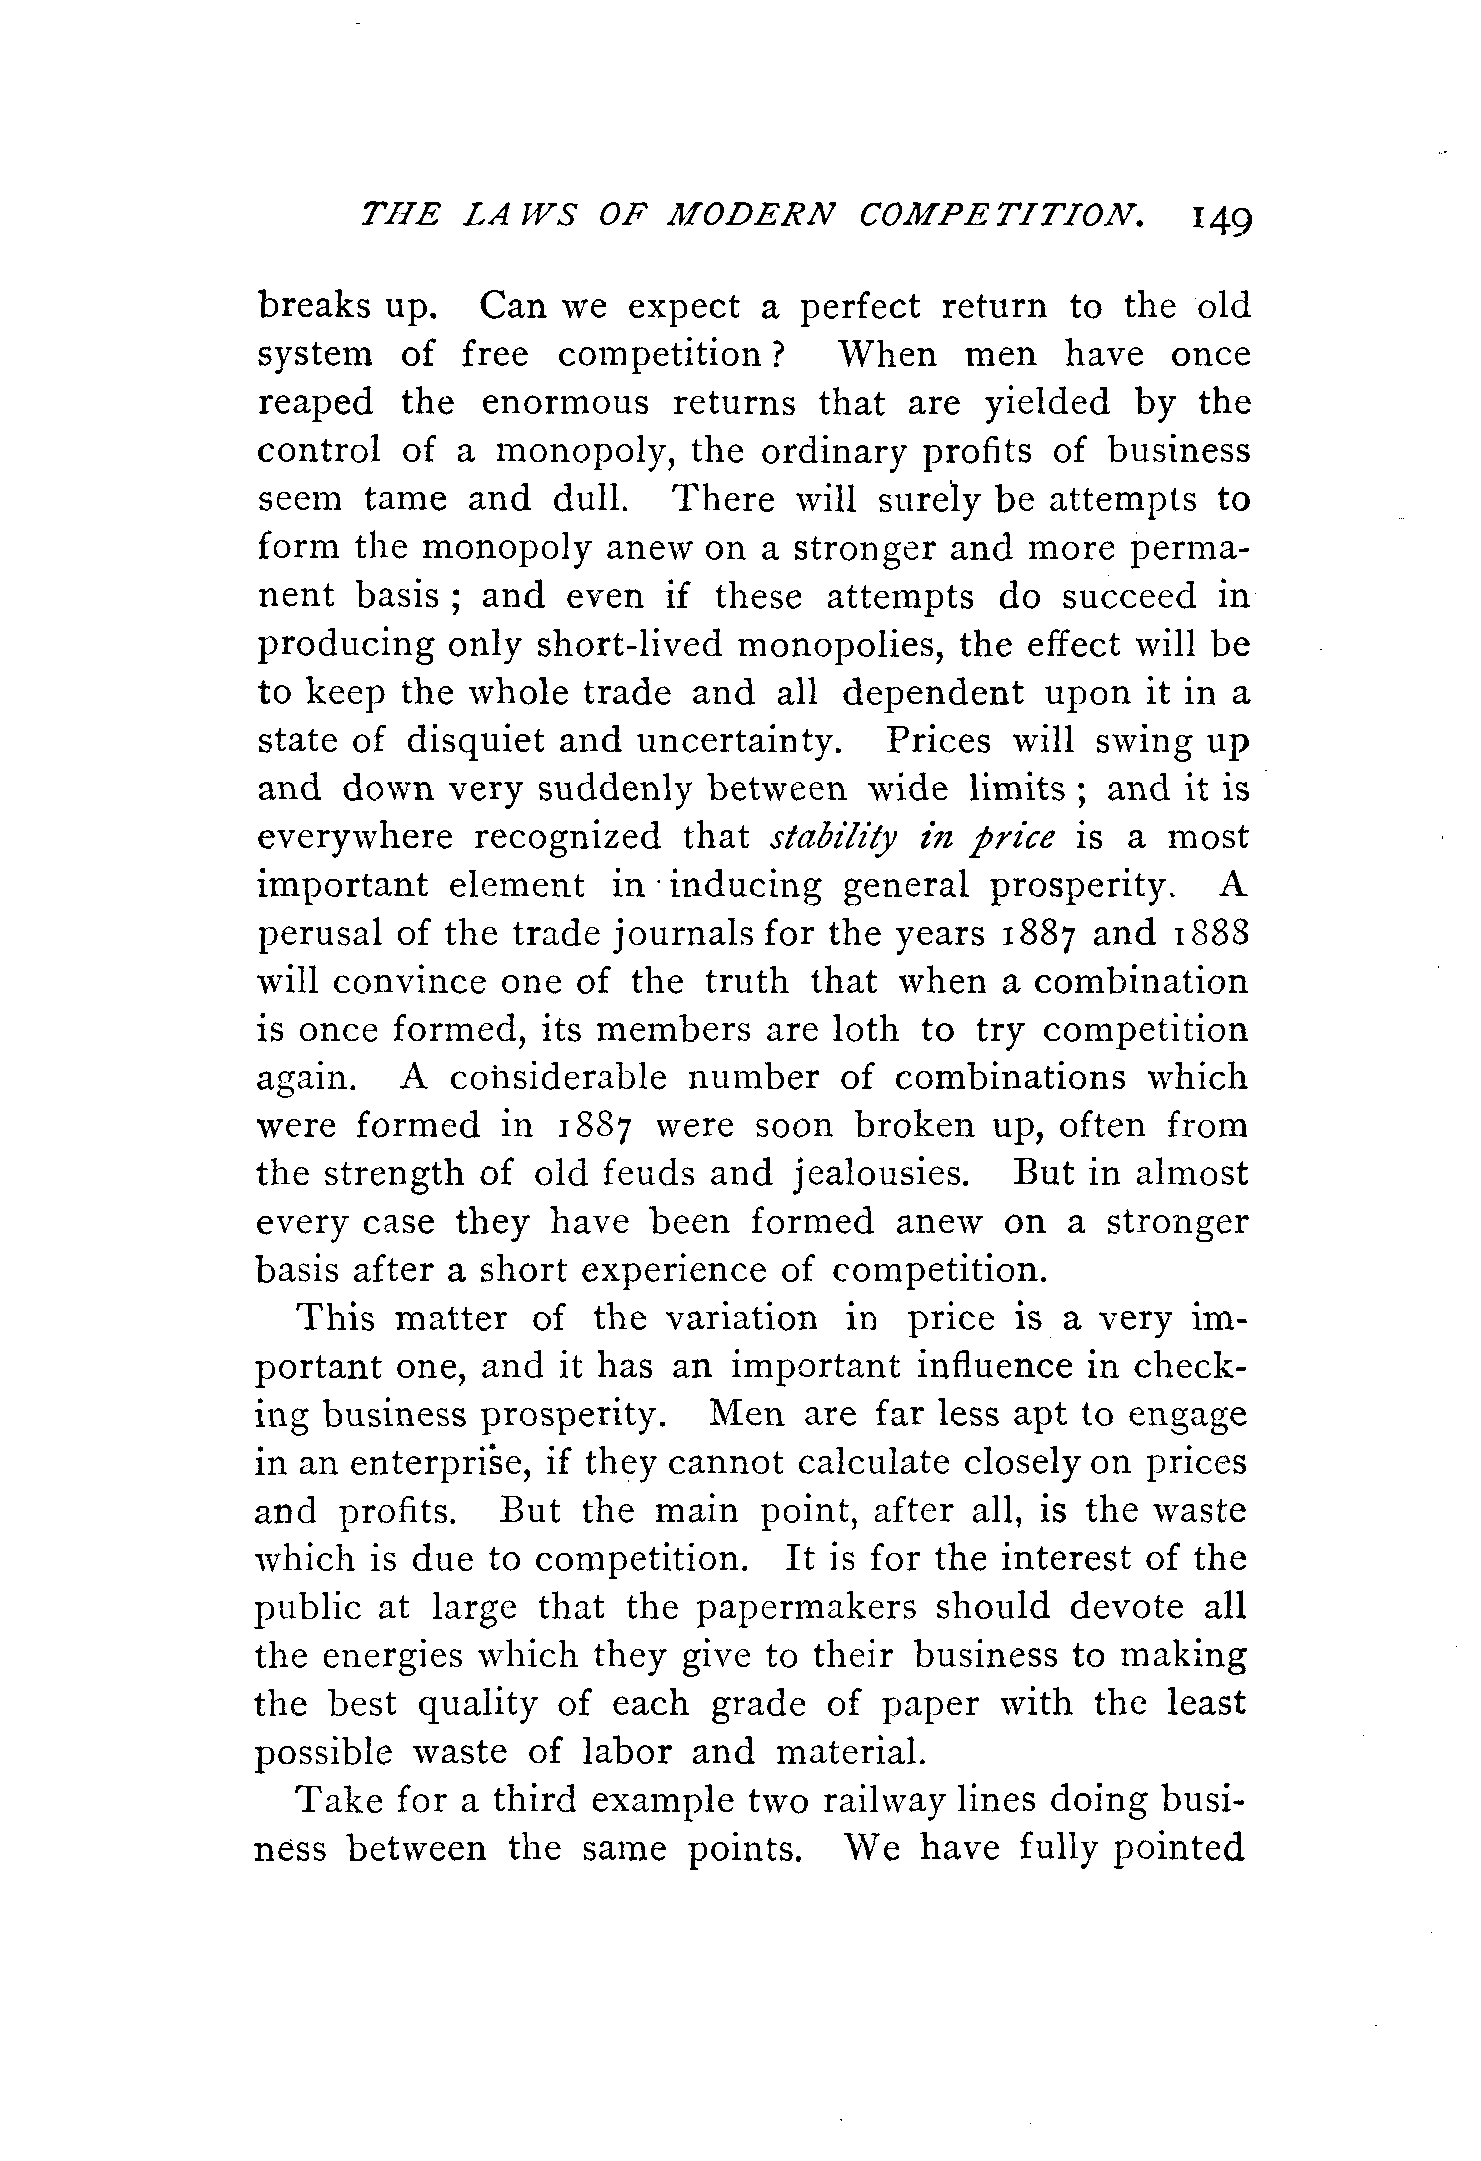 THE LAWS OF MODERN COMPETITION. 149
breaks up. Can we expect a perfect return to the old
system of free competition? When men have once
reaped the enormous returns that are yielded by the
control of a monopoly, the ordinary profits of business
seem tame and dull. There will surely be attempts to
form the monopoly anew on a stronger and more perma-
nent basis; and even if these attempts do succeed in
producing only short-lived monopolies, the effect will be
to keep the whole trade and all dependent upon it in a
state of disquiet and uncertainty. Prices will swing up
and down very suddenly between wide limits; and it is
everywhere recognized that stability in price is a most
important element in inducing general prosperity. A
perusal of the trade journals for the years 1887 and 1888
will convince one of the truth that when a combination
is once formed, its members are loth to try competition
again. A considerable number of combinations which
were formed in 1887 were soon broken up, often from
the strength of old feuds and jealousies. But in almost
every case they have been formed anew on a stronger
basis after a short experience of competition.
This matter of the variation in price is a very im-
portant one, and it has an important influence in check-
ing business prosperity. Men are far less apt to engage
in an enterprise, if they cannot calculate closely on prices
and profits. But the main point, after all, is the waste
which is due to competition. It is for the interest of the
public at large that the papermakers should devote all
the energies which they give to their business to making
the best quality of each grade of paper with the least
possible waste of labor and material.
Take for a third example two railway lines doing busi-
ness between the same points. We have fully pointed